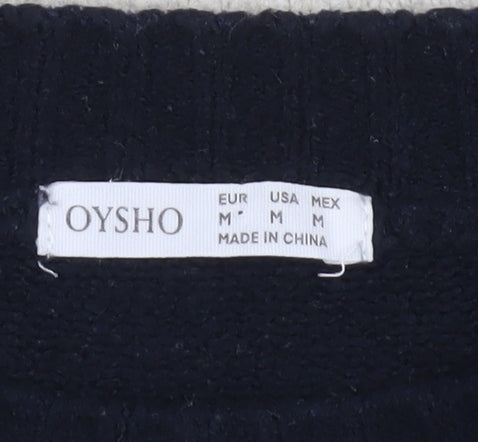 OYSHO
EUR USA MEX
M M M
MADE IN CHINA